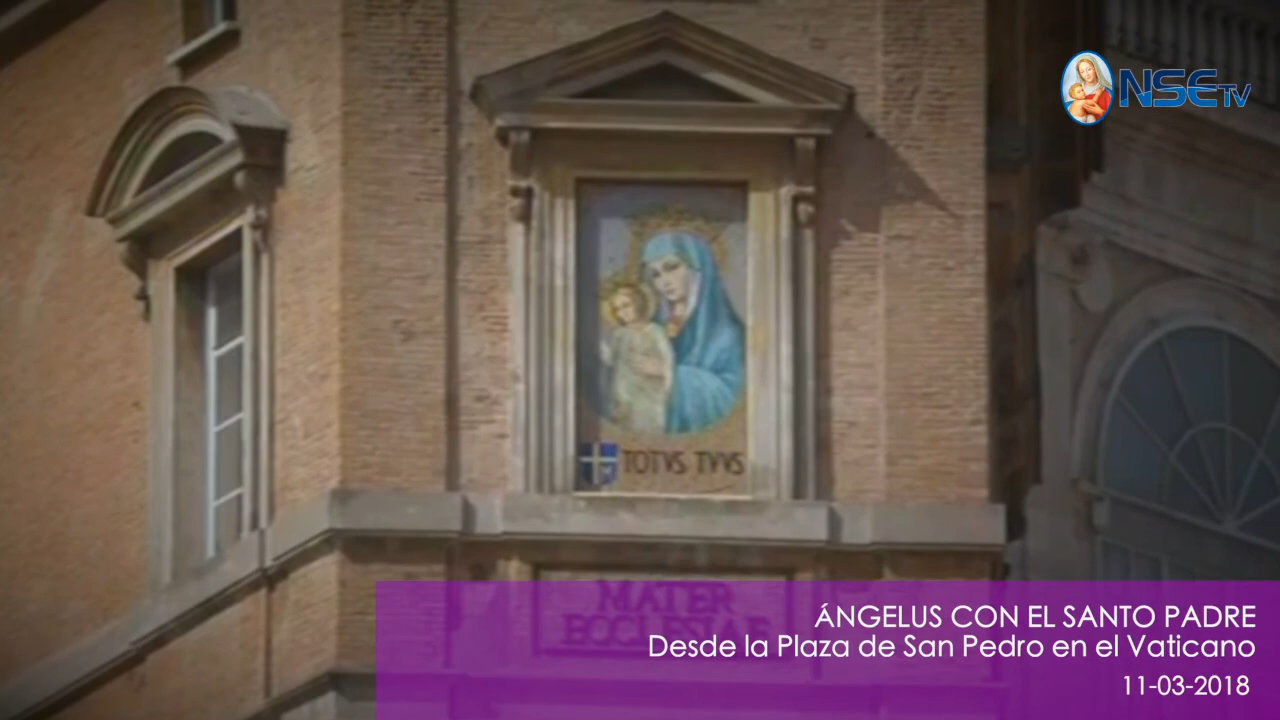 NSETV
TOTVS TVVS
MATER
ECCLESIAE
ÁNGELUS CON EL SANTO PADRE
Desde la Plaza de San Pedro en el Vaticano
11-03-2018